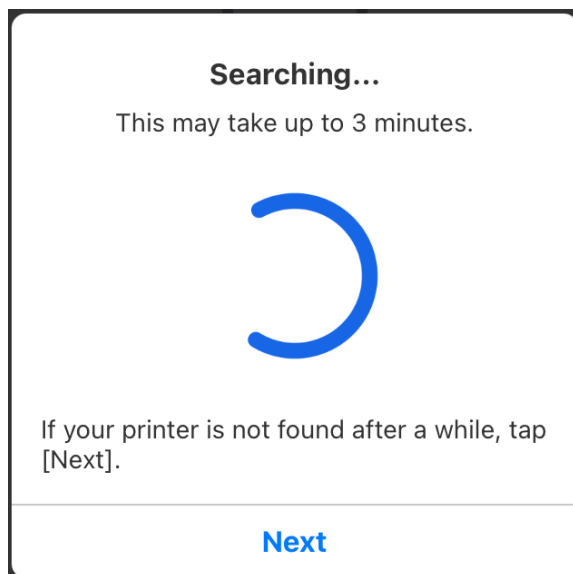 Searching...
This may take up to 3 minutes.
If your printer is not found after a while, tap
[Next].
Next